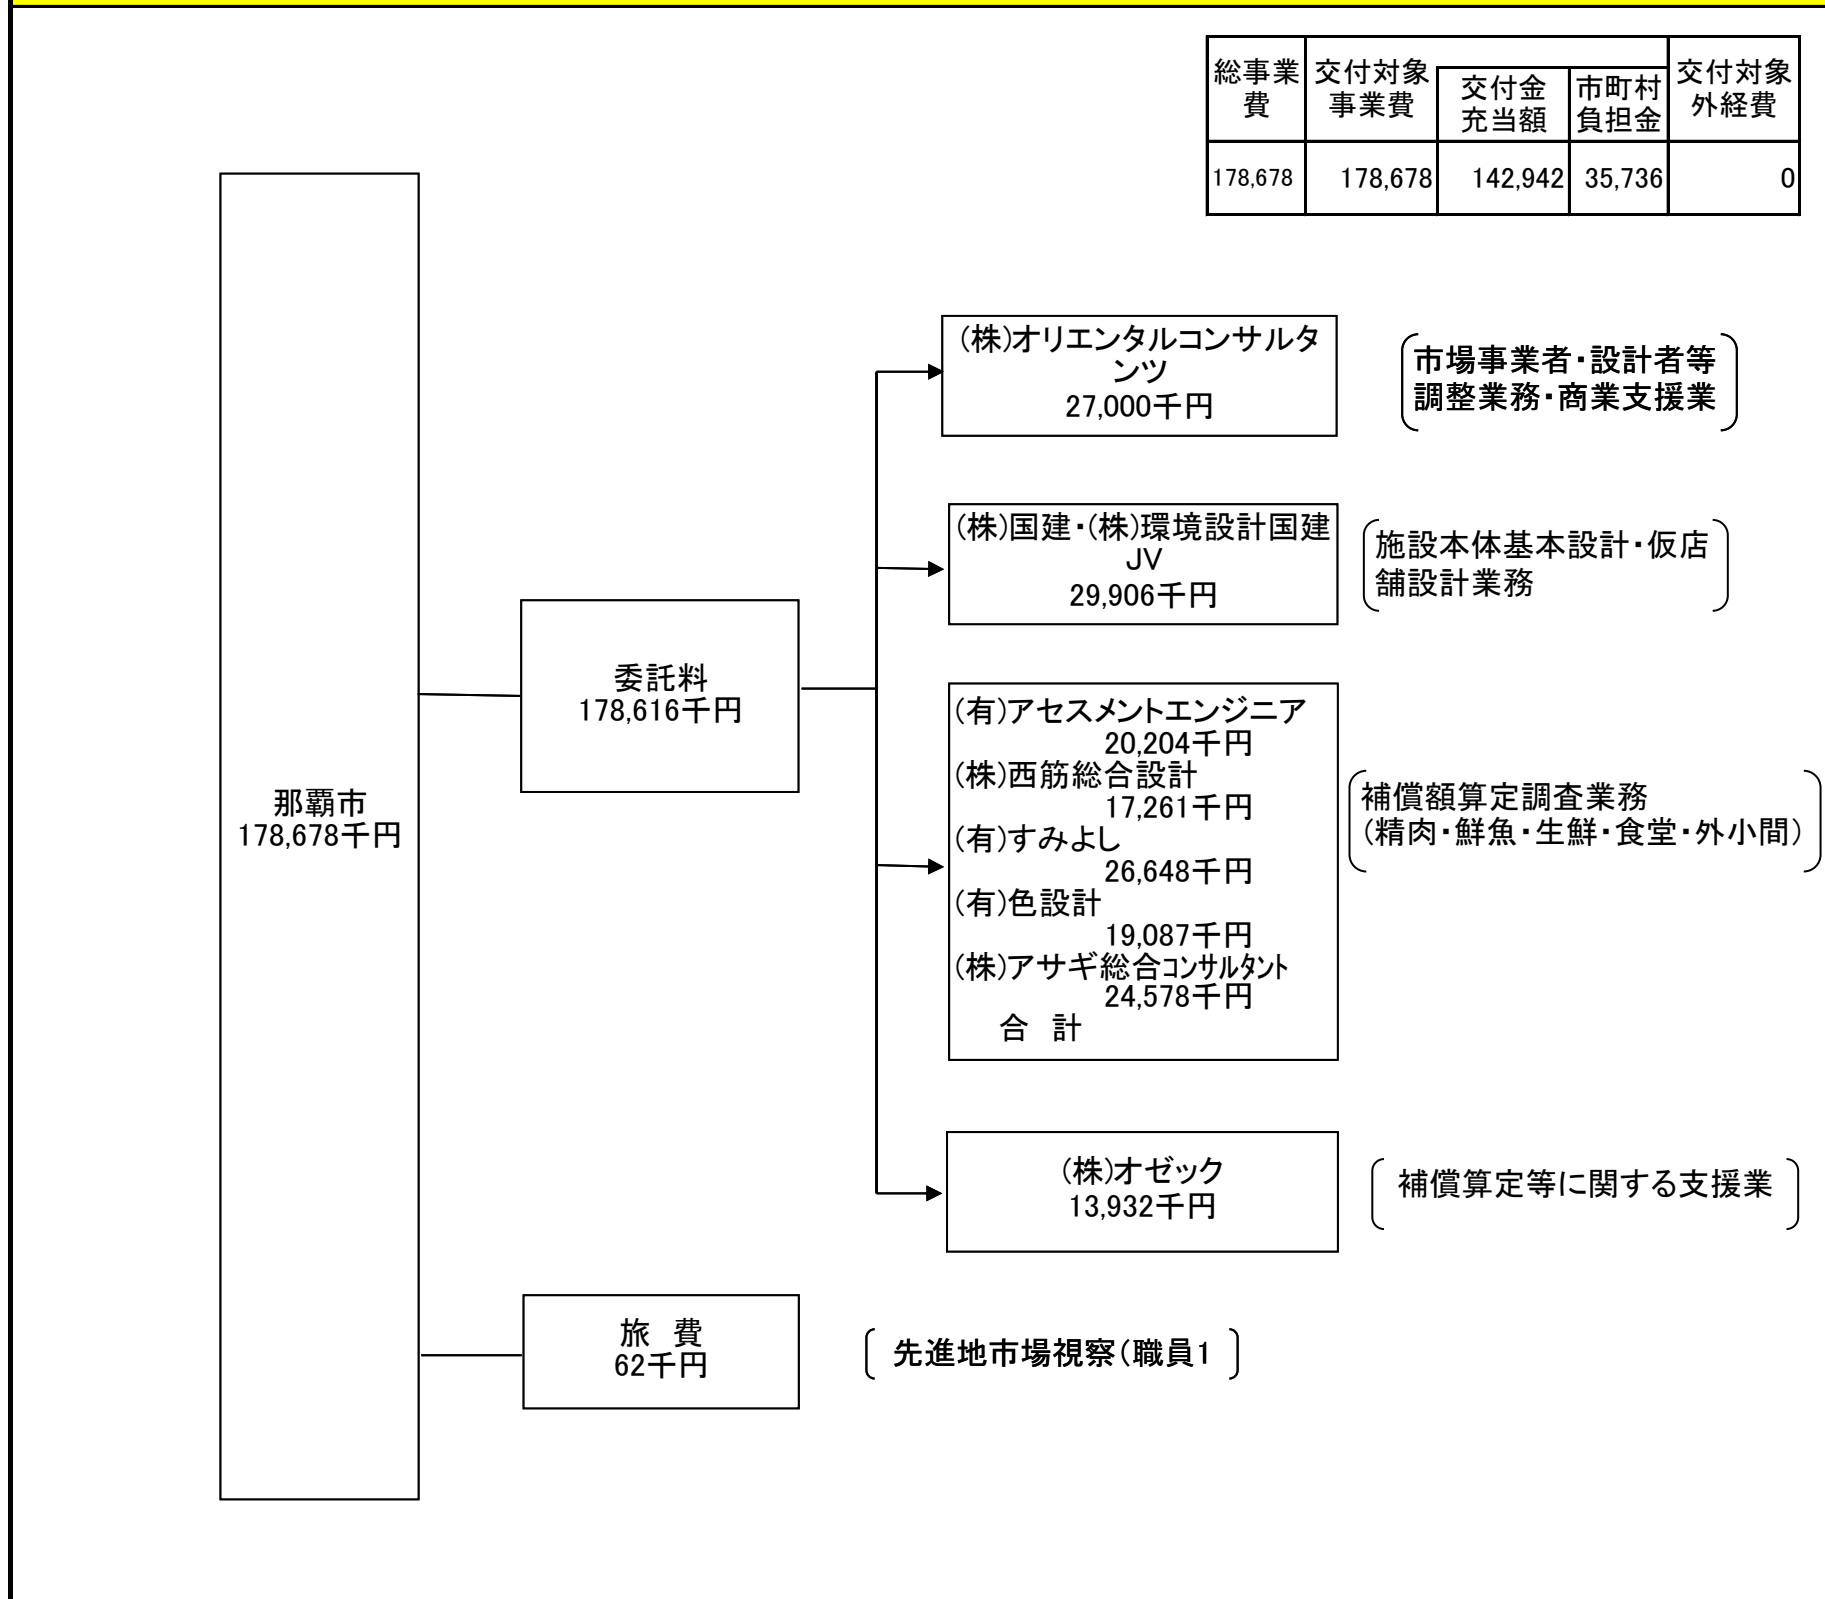 総事業
費
交付対象
事業費
交付金
充当額
市町村
負担金
交付対象
外経費
178,678
178,678
142,942
35,736
0
那覇市
178,678千円
委託料
178,616千円
(株)オリエンタルコンサルタ
ンツ
27,000千円
市場事業者・設計者等
調整業務・商業支援業
(株)国建・(株)環境設計国建
JV
29,906千円
施設本体基本設計・仮店
舗設計業務
(有)アセスメントエンジニア
20,204千円
(株)西筋総合設計
17,261千円
(有)すみよし
26,648千円
(有)色設計
19,087千円
(株)アサギ総合コンサルタント
24,578千円
合　計
補償額算定調査業務
(精肉・鮮魚・生鮮・食堂・外小間)
(株)オゼック
13,932千円
補償算定等に関する支援業
旅　費
62千円
先進地市場視察(職員1